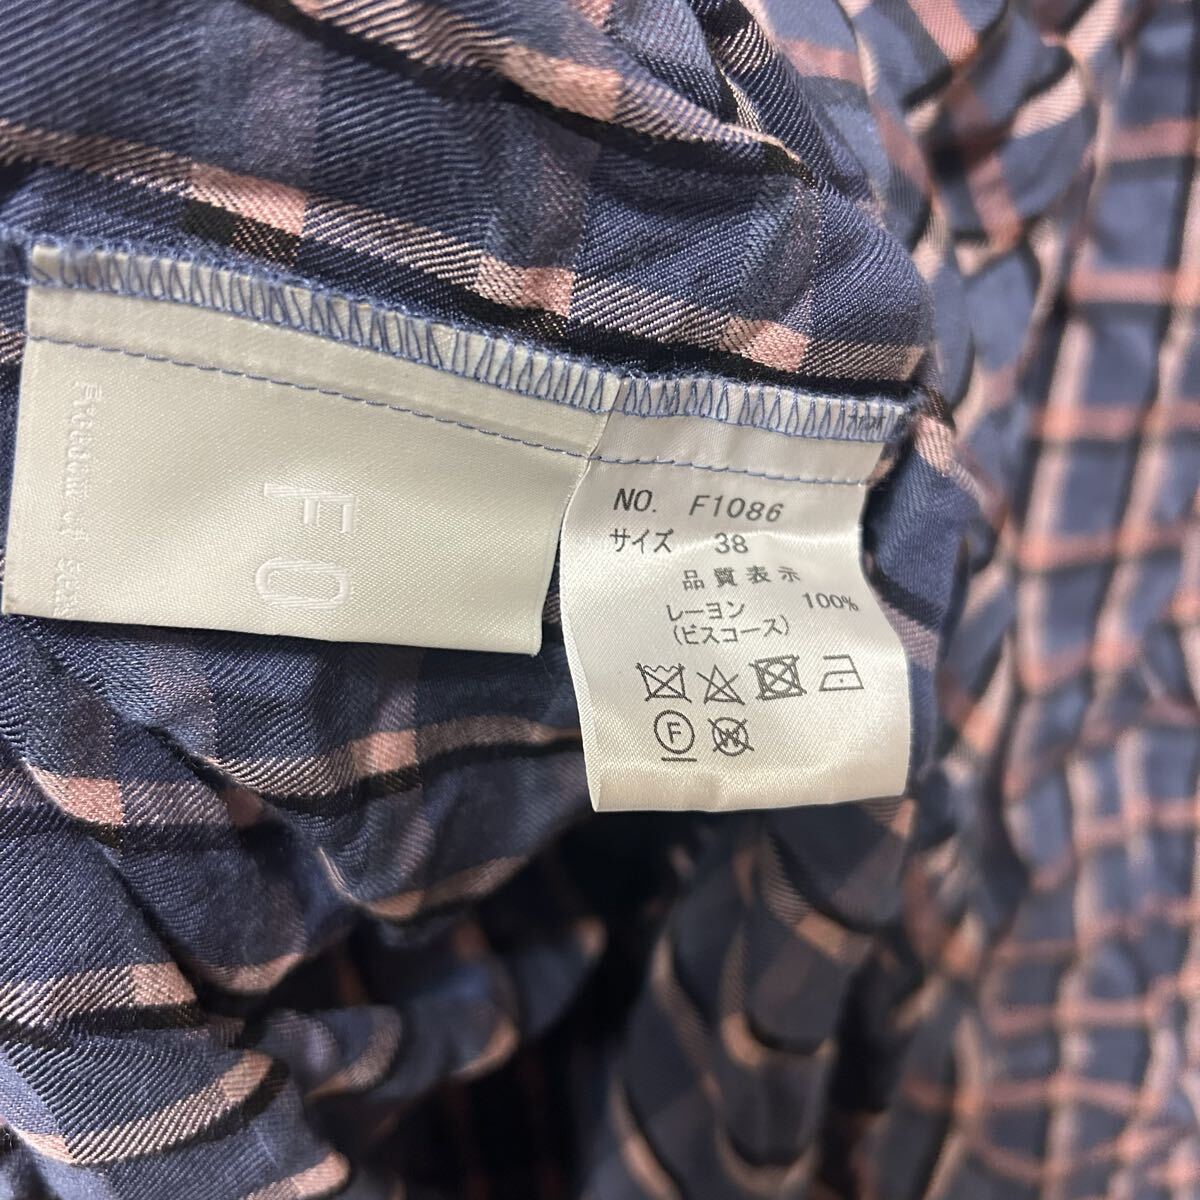 FO
NO. F1086
サイズ 38
品質表示
レーヨン 100%
(ビスコース)
F
W